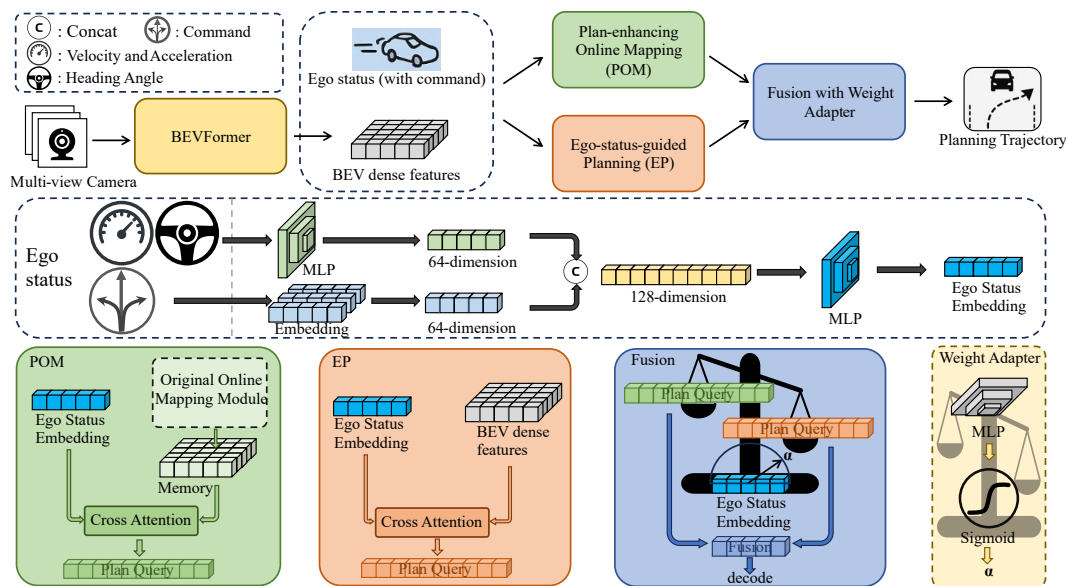 C : Concat
: Command
: Velocity and Acceleration
: Heading Angle
Multi-view Camera
BEVFormer
Ego status (with command)
BEV dense features
Plan-enhancing
Online Mapping
(POM)
Ego-status-guided
Planning (EP)
Fusion with Weight
Adapter
Planning Trajectory
Ego
status
MLP
64-dimension
Embedding
64-dimension
C
128-dimension
MLP
Ego Status
Embedding
POM
Original Online
Mapping Module
Ego Status
Embedding
Memory
Cross Attention
Plan Query
EP
Ego Status
Embedding
BEV dense
features
Cross Attention
Plan Query
Fusion
Plan Query
Plan Query
α
Ego Status
Embedding
Fusion
decode
Weight Adapter
MLP
Sigmoid
α